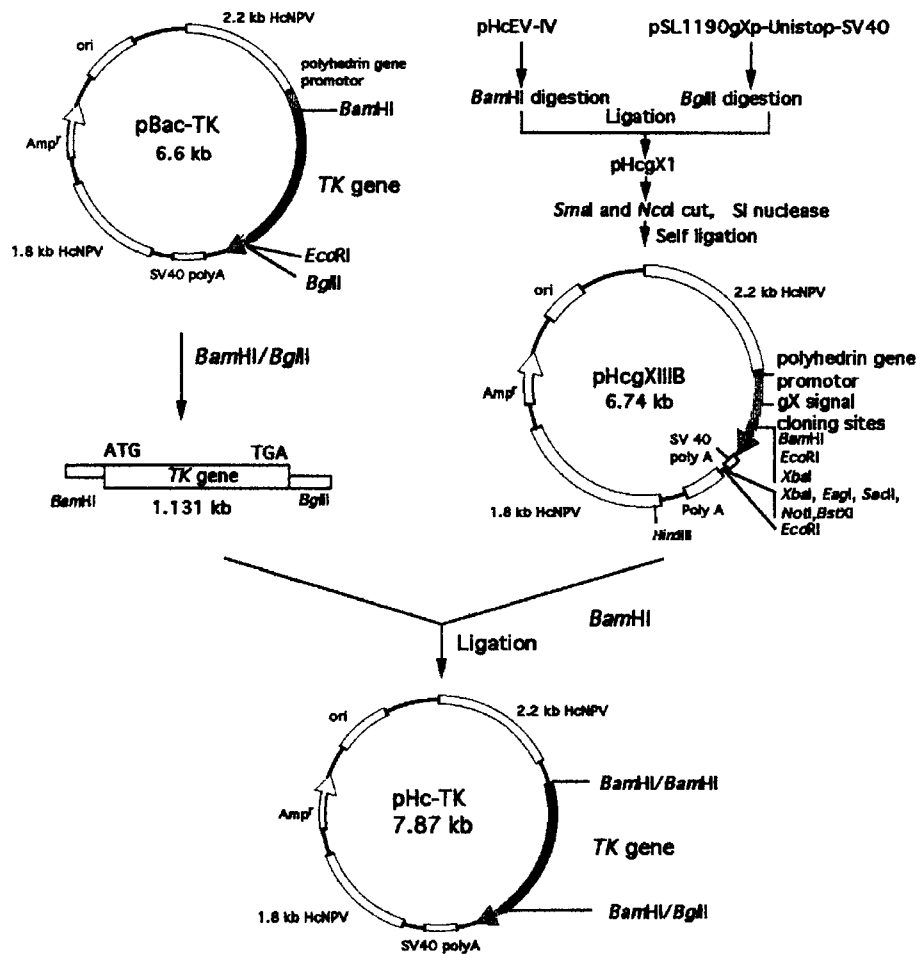 2.2 kb HcNPV
ori
polyhedrin gene
promotor
BamHI
pBac-TK
6.6 kb
Ampr
TK gene
1.8 kb HcNPV
EcoRI
SV40 polyA
BglII
BamHI/BglII
ATG
TGA
TK gene
BamHI
BglII
1.131 kb
pHcEV-IV
pSL1190gXp-Unistop-SV40
BamHI digestion
BglII digestion
Ligation
pHcgX1
SmaI and NcoI cut, SI nuclease
Self ligation
ori
2.2 kb HcNPV
pHcgXIIIB
6.74 kb
Ampr
polyhedrin gene
promotor
gX signal
cloning sites
BamHI
EcoRI
XbaI
SV 40
poly A
XbaI, EagI, SacII,
NotI,BstXI
EcoRI
Poly A
1.8 kb HcNPV
HindIII
BamHI
Ligation
2.2 kb HcNPV
ori
BamHI/BamHI
pHc-TK
7.87 kb
Ampr
TK gene
1.8 kb HcNPV
BamHI/BglII
SV40 polyA